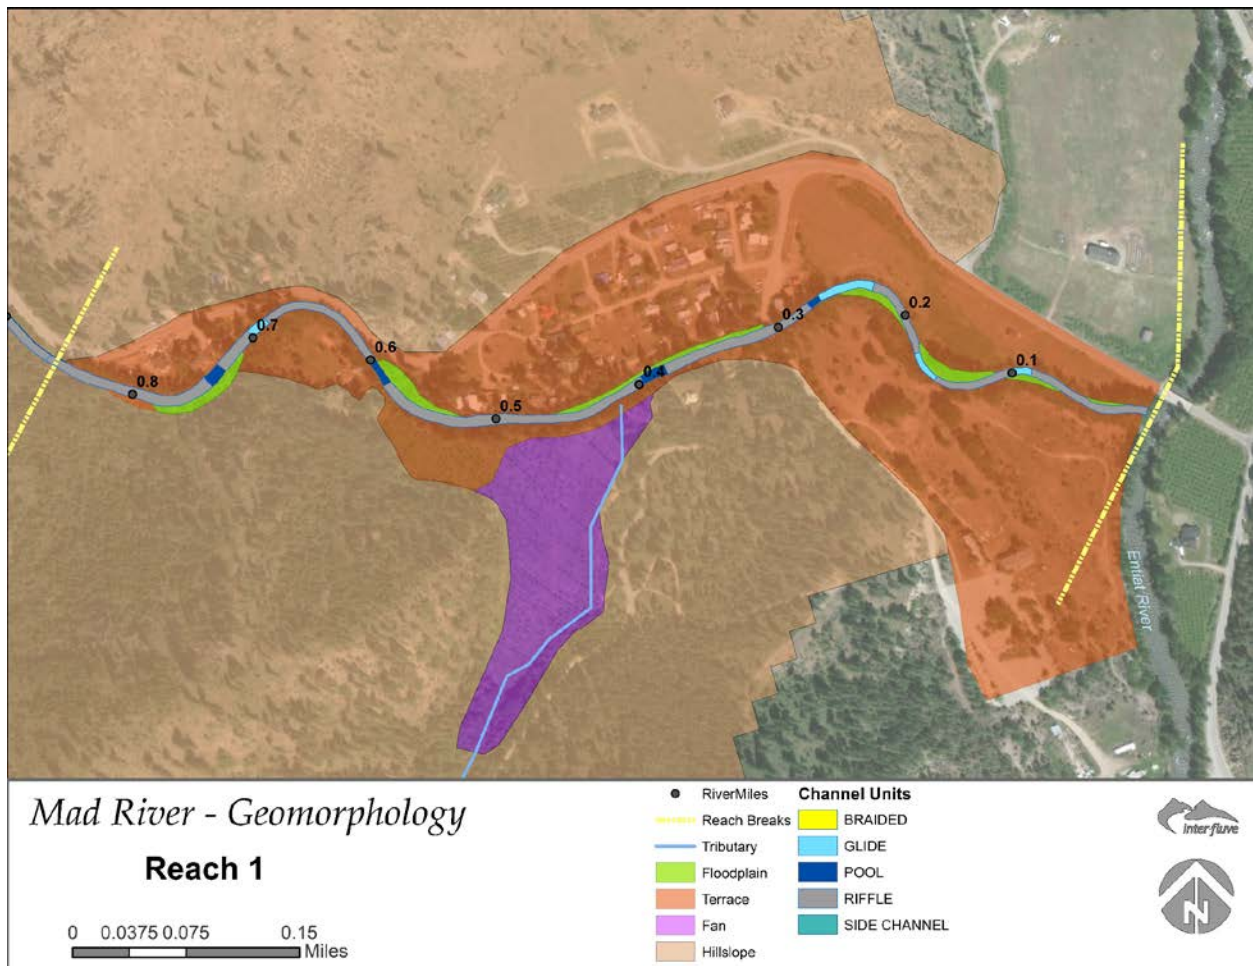 0.7
0.6
0.8
0.5
0.4
0.3
0.2
0.1
Entiat River
Mad River - Geomorphology
Reach 1
0 0.0375 0.075 0.15
Miles
RiverMiles
Reach Breaks
Tributary
Floodplain
Terrace
Fan
Hillslope
Channel Units
BRAIDED
GLIDE
POOL
RIFFLE
SIDE CHANNEL
inter fluve
N